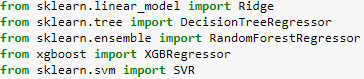 from sklearn.linear_model import Ridge
from sklearn.tree import DecisionTreeRegressor
from sklearn.ensemble import RandomForestRegressor
from xgboost import XGBRegressor
from sklearn.svm import SVR